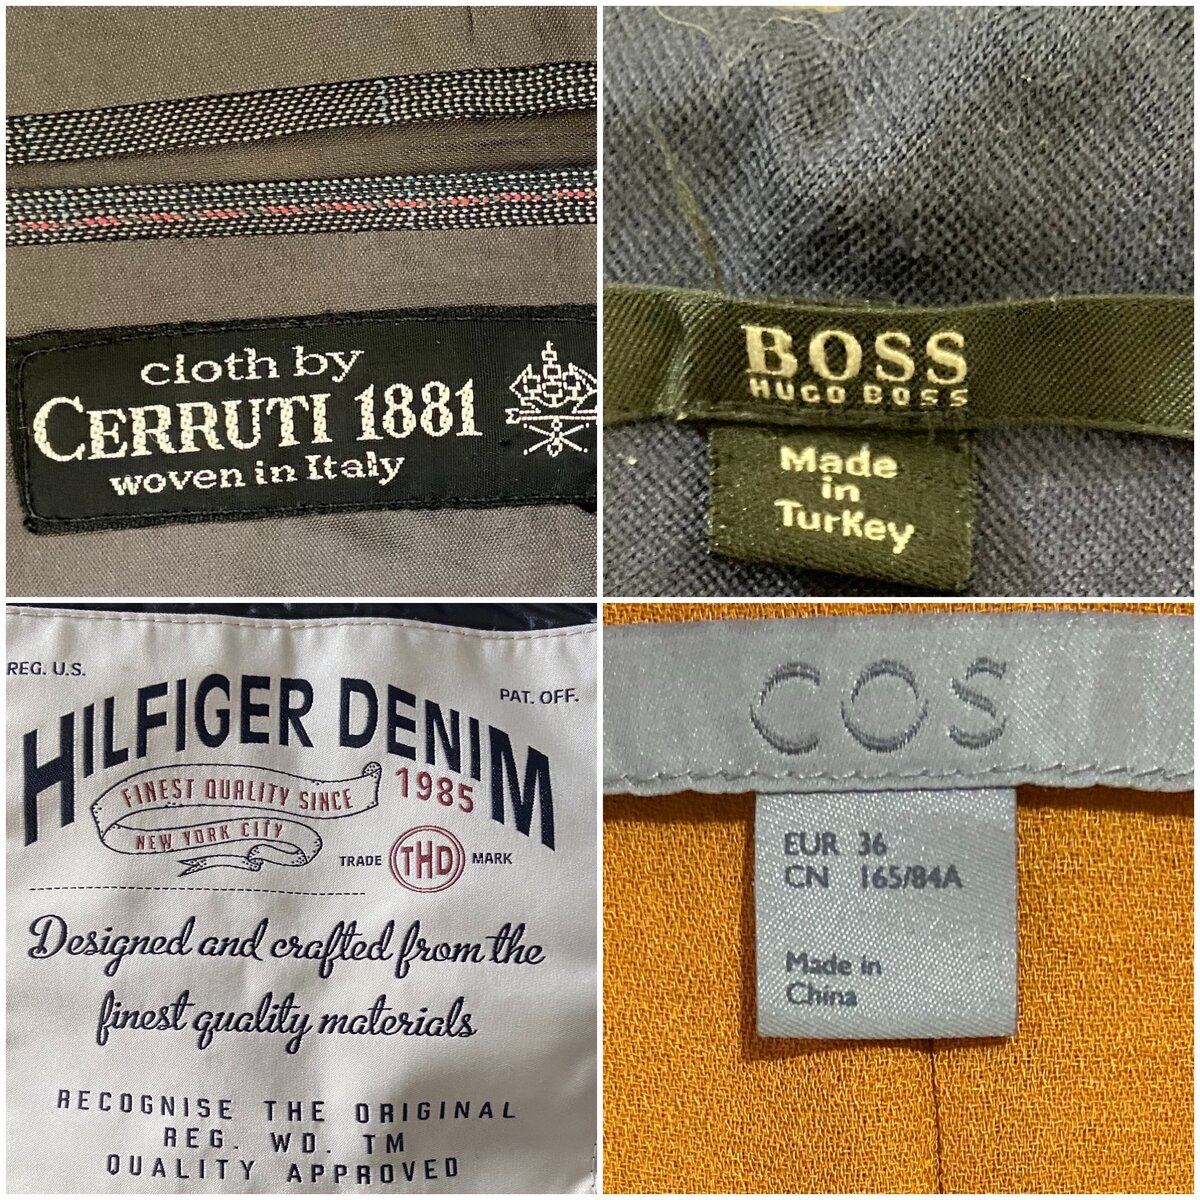 cloth by
CERRUTI 1881
woven in Italy
BOSS
HUGO BOSS
Made
in
Turkey
REG. U.S.
PAT. OFF.
HILFIGER DENIM
FINEST QUALITY SINCE 1985
NEW YORK CITY
TRADE THD MARK
Designed and crafted from the
finest quality materials
RECOGNISE THE ORIGINAL
REG. WD. TM
QUALITY APPROVED
COS
EUR 36
CN 165/84A
Made in
China